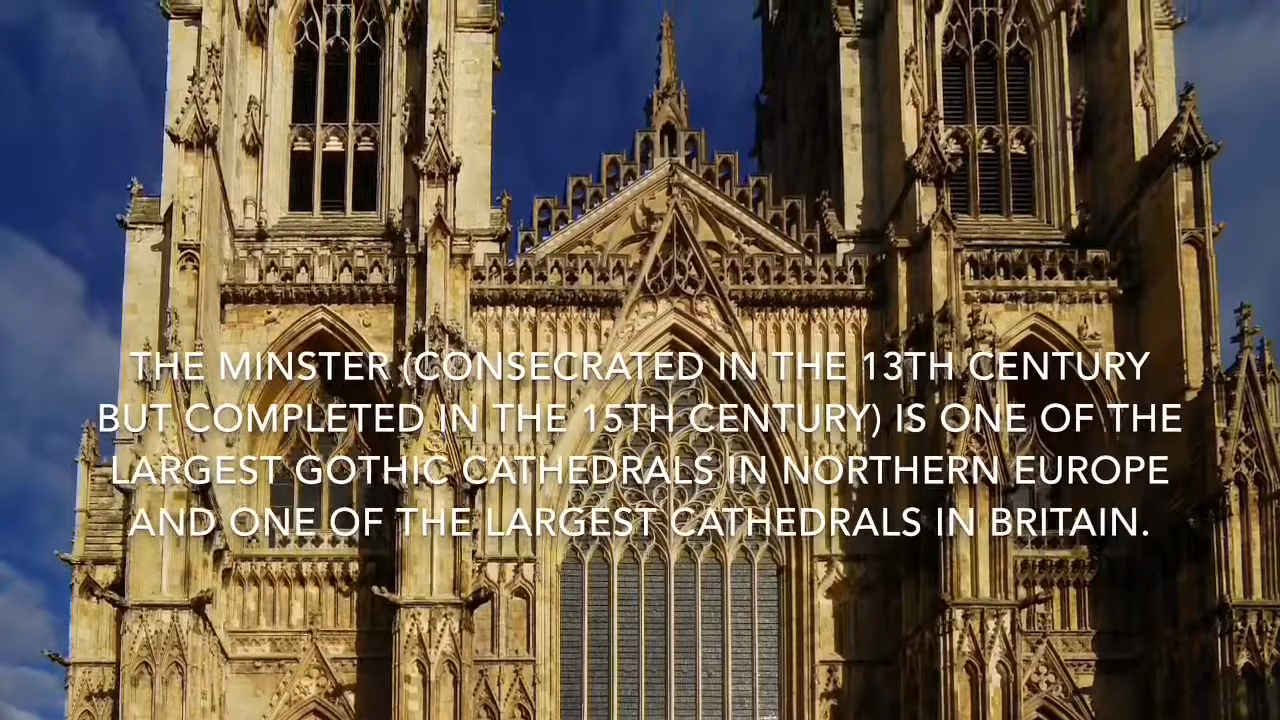 THE MINSTER (CONSECRATED IN THE 13TH CENTURY
BUT COMPLETED IN THE 15TH CENTURY) IS ONE OF THE
LARGEST GOTHIC CATHEDRALS IN NORTHERN EUROPE
AND ONE OF THE LARGEST CATHEDRALS IN BRITAIN.